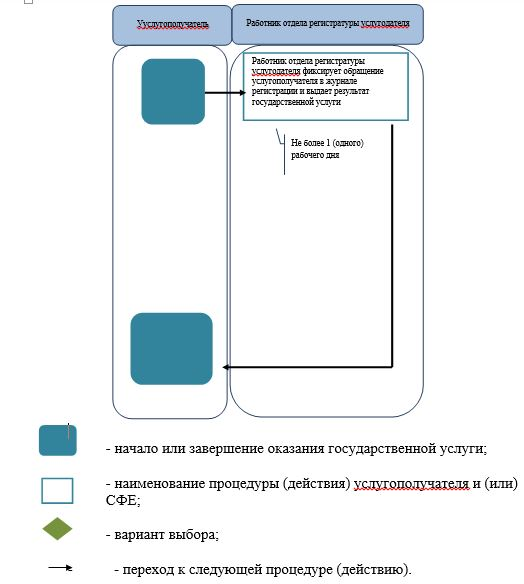 Ууслугополучатель
Работник отдела регистратуры услугодателя
Работник отдела регистратуры
услугодателя фиксирует обращение
услугополучателя в журнале
регистрации и выдает результат
государственной услуги
Не более 1 (одного)
рабочего дня
- начало или завершение оказания государственной услуги;
- наименование процедуры (действия) услугополучателя и (или)
СФЕ;
- вариант выбора;
- переход к следующей процедуре (действию).